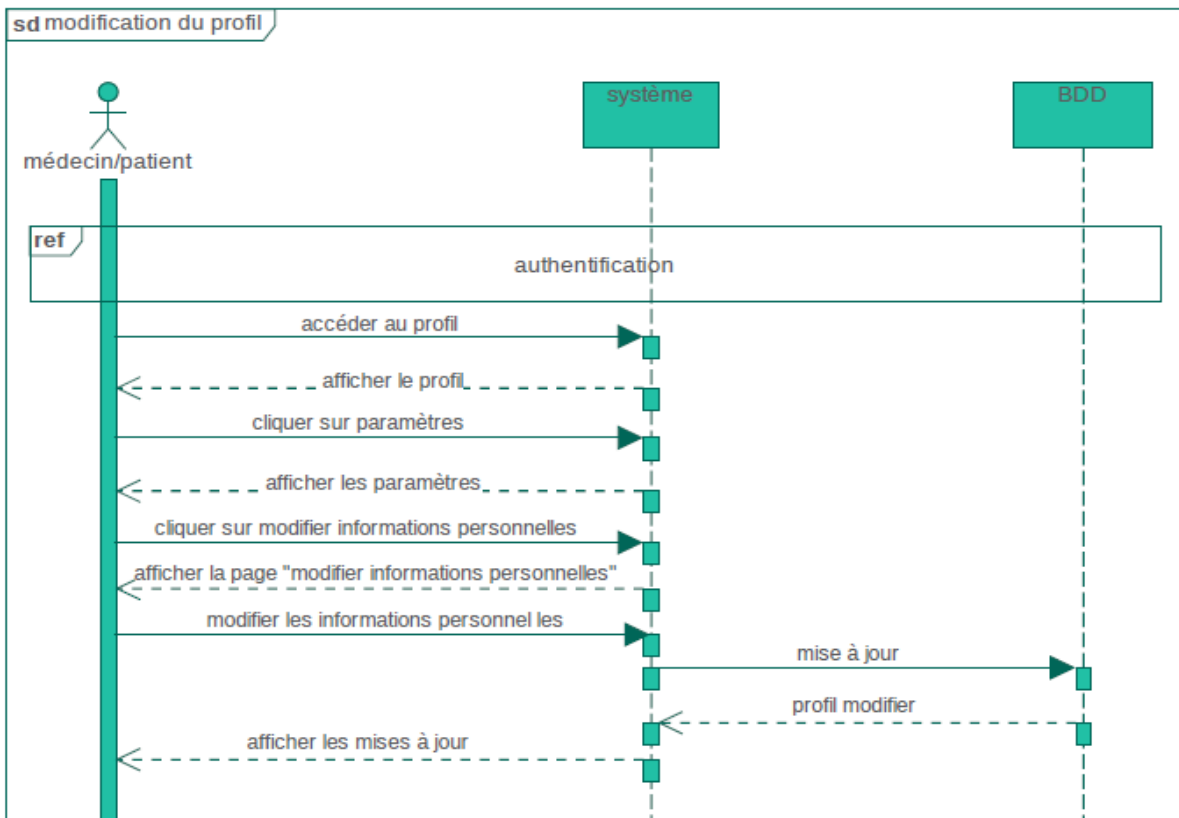 sd modification du profil
système
BDD
médecin/patient
ref
authentification
accéder au profil
afficher le profil
cliquer sur paramètres
afficher les paramètres
cliquer sur modifier informations personnelles
afficher la page "modifier informations personnelles"
modifier les informations personnel les
mise à jour
profil modifier
afficher les mises à jour